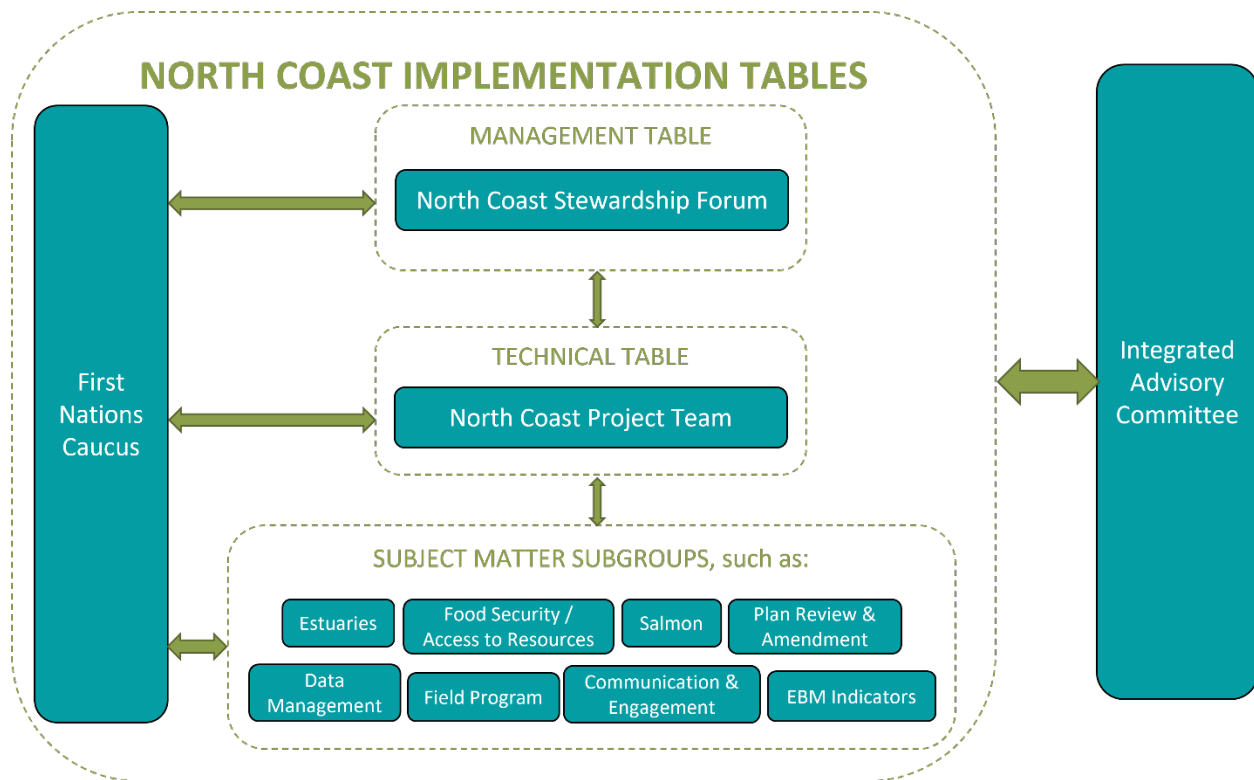 NORTH COAST IMPLEMENTATION TABLES
First
Nations
Caucus
MANAGEMENT TABLE
North Coast Stewardship Forum
TECHNICAL TABLE
North Coast Project Team
SUBJECT MATTER SUBGROUPS, such as:
Estuaries
Food Security /
Access to Resources
Salmon
Plan Review &
Amendment
Data
Management
Field Program
Communication &
Engagement
EBM Indicators
Integrated
Advisory
Committee